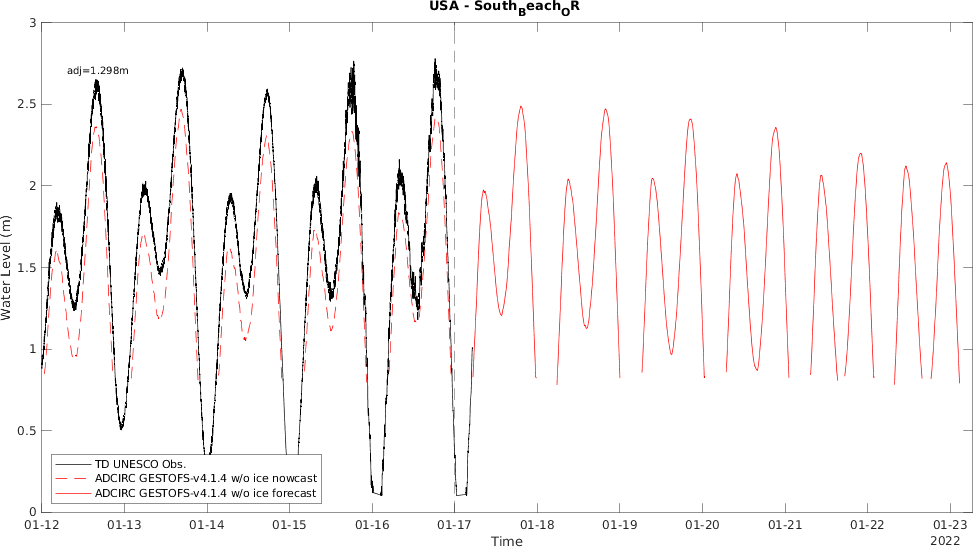 USA - South_Beach_OR
adj=1.298m
3
2.5
2
1.5
1
0.5
0
Water Level (m)
TD UNESCO Obs.
ADCIRC GESTOFS-v4.1.4 w/o ice nowcast
ADCIRC GESTOFS-v4.1.4 w/o ice forecast
01-12 01-13 01-14 01-15 01-16 01-17 01-18 01-19 01-20 01-21 01-22 01-23
Time
2022